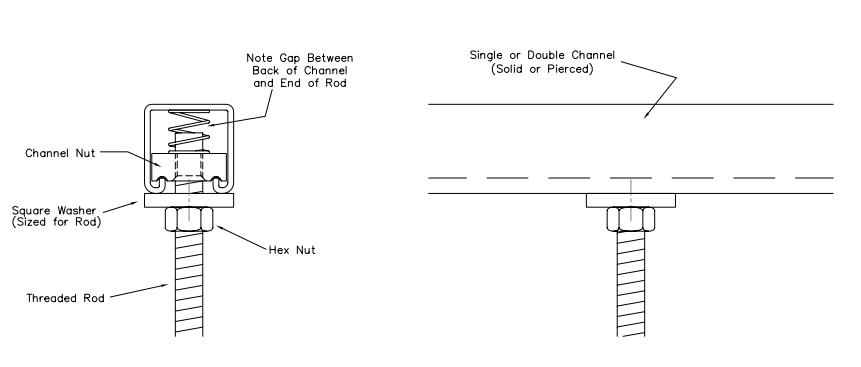 Note Gap Between
Back of Channel
and End of Rod
Single or Double Channel
(Solid or Pierced)
Channel Nut
Square Washer
(Sized for Rod)
Hex Nut
Threaded Rod